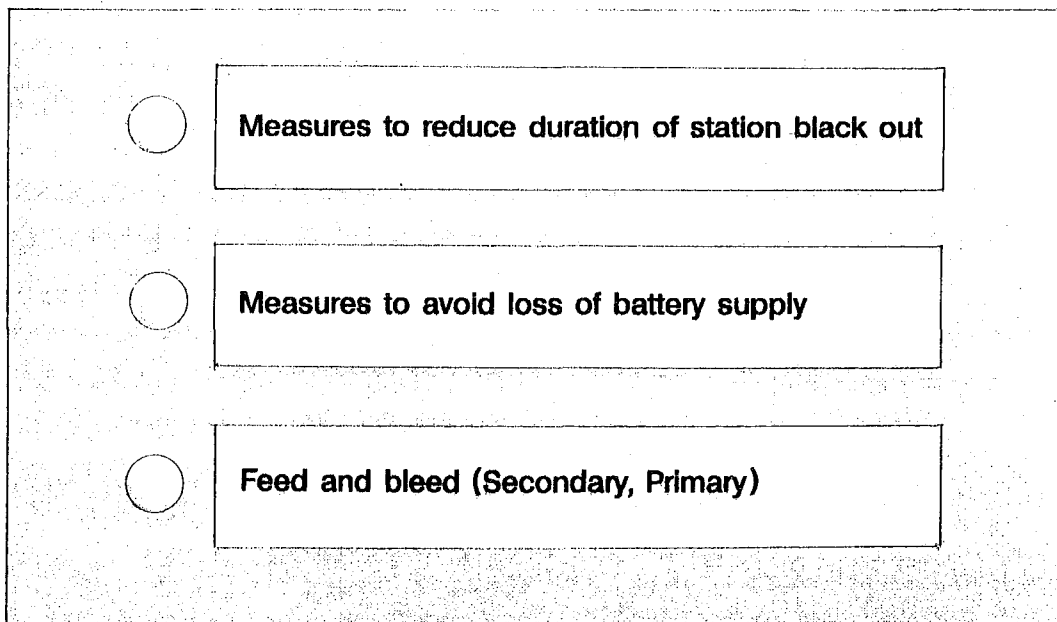 Measures to reduce duration of station black out
Measures to avoid loss of battery supply
Feed and bleed (Secondary, Primary)